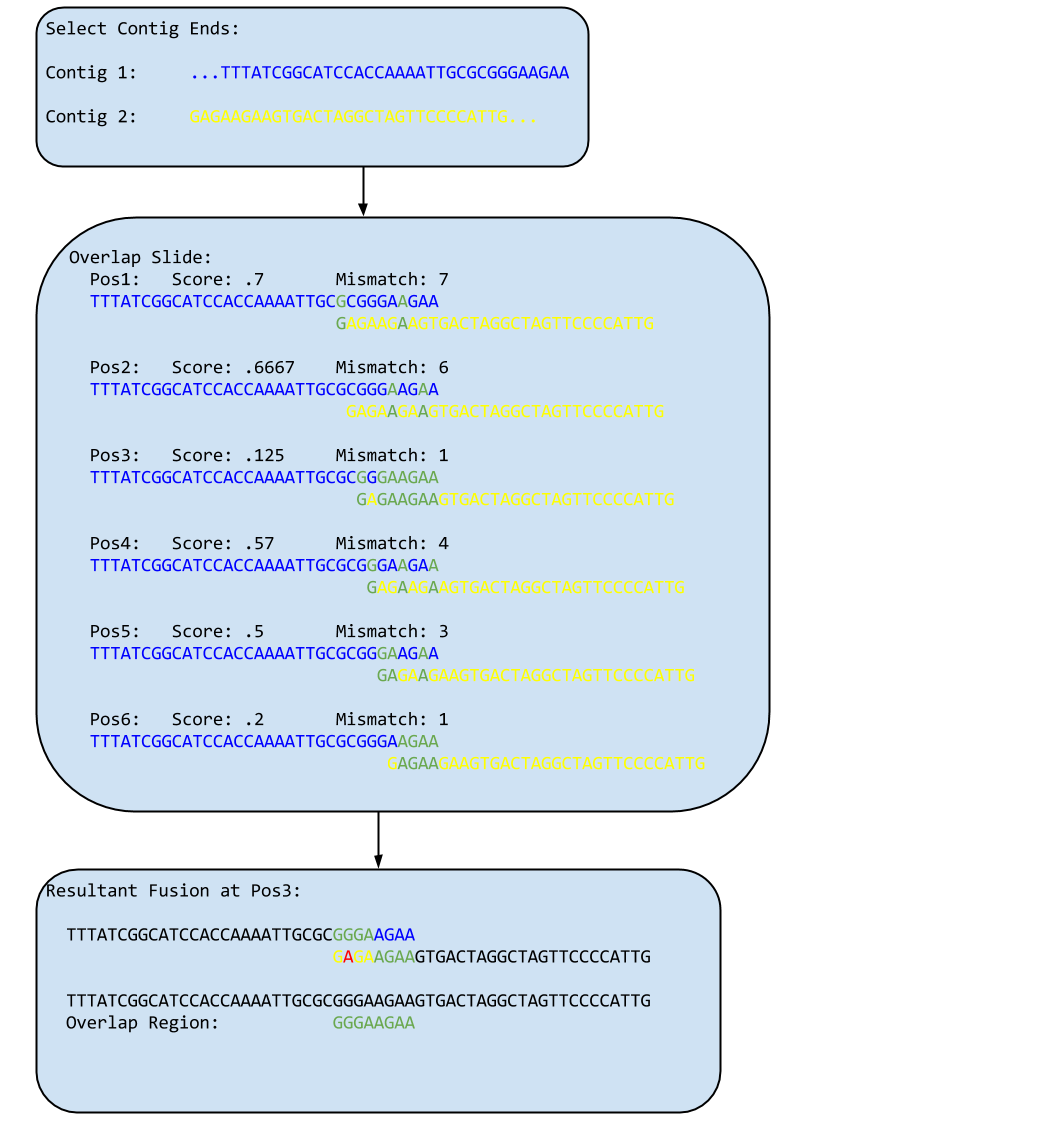 Select Contig Ends:
Contig 1: ...TTTATCGGCATCCACCAAAATTGCGCGGGAAGAA
Contig 2: GAGAAGAAGTGACTAGGCTAGTTCCCCATTG...
Overlap Slide:
Pos1: Score: .7 Mismatch: 7
TTTATCGGCATCCACCAAAATTGCGCGGGAAGAA
GAGAAGAAGTGACTAGGCTAGTTCCCCATTG
Pos2: Score: .6667 Mismatch: 6
TTTATCGGCATCCACCAAAATTGCGCGGGAAGAA
GAGAAGAAGTGACTAGGCTAGTTCCCCATTG
Pos3: Score: .125 Mismatch: 1
TTTATCGGCATCCACCAAAATTGCGCGGGAAGAA
GAGAAGAAGTGACTAGGCTAGTTCCCCATTG
Pos4: Score: .57 Mismatch: 4
TTTATCGGCATCCACCAAAATTGCGCGGGAAGAA
GAGAAGAAGTGACTAGGCTAGTTCCCCATTG
Pos5: Score: .5 Mismatch: 3
TTTATCGGCATCCACCAAAATTGCGCGGGAAGAA
GAGAAGAAGTGACTAGGCTAGTTCCCCATTG
Pos6: Score: .2 Mismatch: 1
TTTATCGGCATCCACCAAAATTGCGCGGGAAGAA
GAGAAGAAGTGACTAGGCTAGTTCCCCATTG
Resultant Fusion at Pos3:
TTTATCGGCATCCACCAAAATTGCGCGGGAAGAA
GAGAAGAAGTGACTAGGCTAGTTCCCCATTG
TTTATCGGCATCCACCAAAATTGCGCGGGAAGAAGTGACTAGGCTAGTTCCCCATTG
Overlap Region: GGGAAGAA